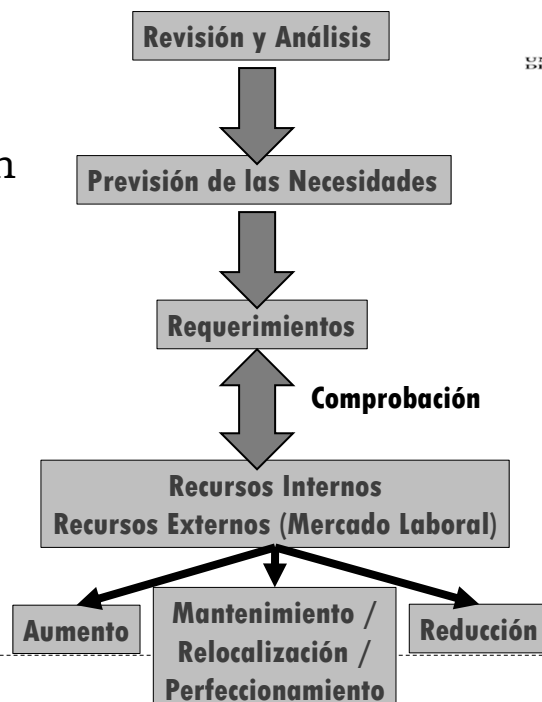 Revisión y Análisis
n
Previsión de las Necesidades
Requerimientos
Comprobación
Recursos Internos
Recursos Externos (Mercado Laboral)
Aumento
Mantenimiento /
Relocalización /
Perfeccionamiento
Reducción